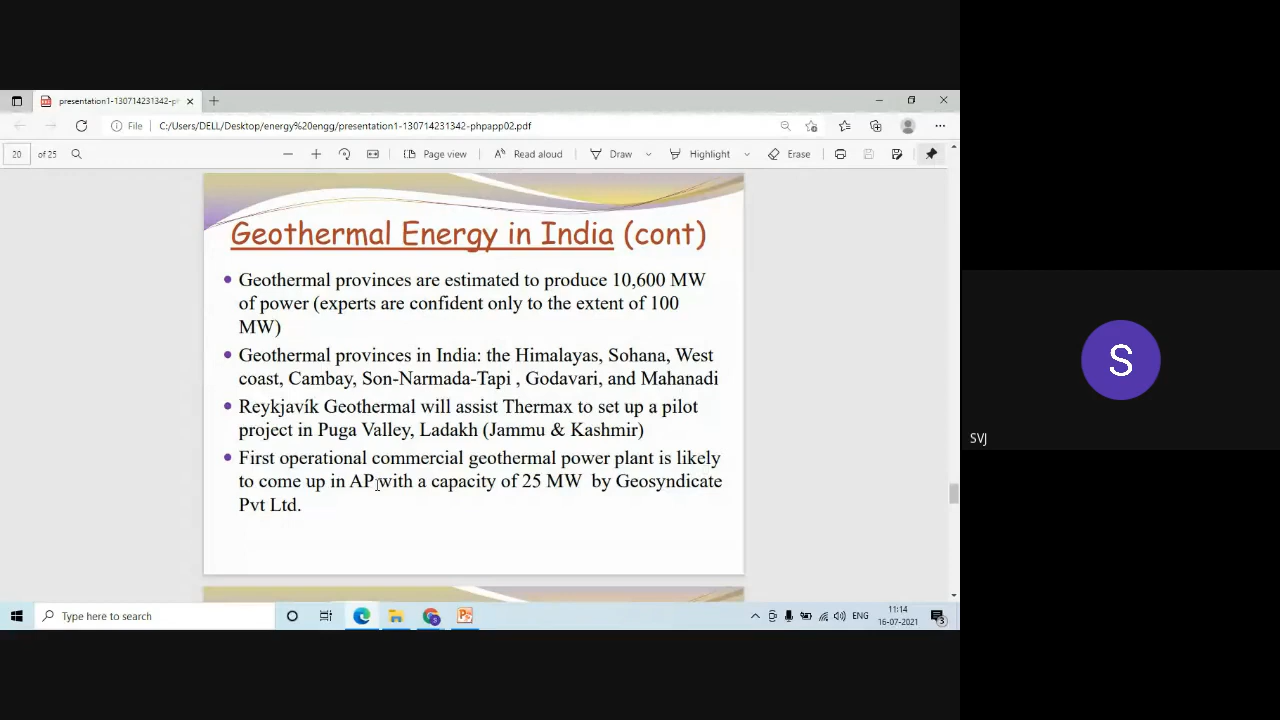 presentation1-130714231342-ph
File
C:/Users/DELL/Desktop/energy%20engg/presentation1-130714231342-phpapp02.pdf
20 of 25
Page view
Read aloud
Draw
Highlight
Erase
Geothermal Energy in India (cont)
Geothermal provinces are estimated to produce 10,600 MW
of power (experts are confident only to the extent of 100
MW)
Geothermal provinces in India: the Himalayas, Sohana, West
coast, Cambay, Son-Narmada-Tapi , Godavari, and Mahanadi
Reykjavík Geothermal will assist Thermax to set up a pilot
project in Puga Valley, Ladakh (Jammu & Kashmir)
First operational commercial geothermal power plant is likely
to come up in AP with a capacity of 25 MW by Geosyndicate
Pvt Ltd.
S
SVJ
Type here to search
ENG
11:14
16-07-2021
3